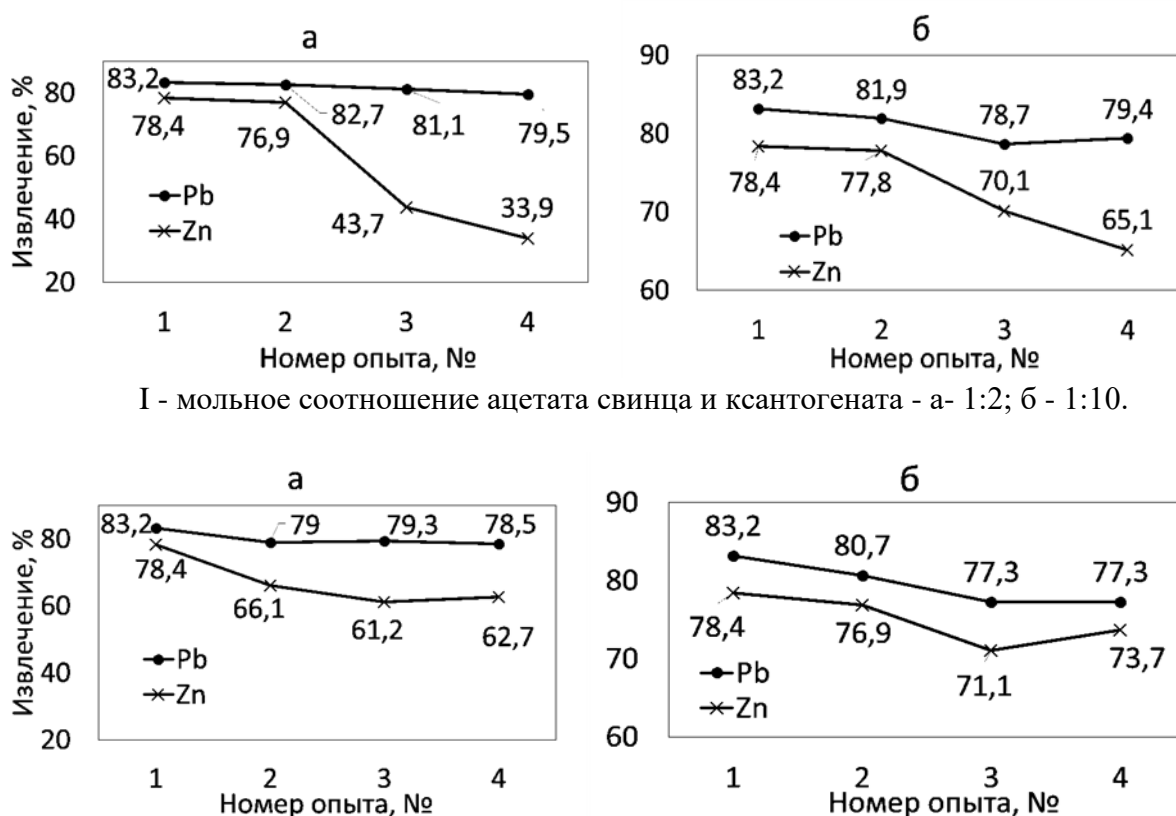 а
Извлечение, %
80
60
40
20
83,2
82,7
81,1
79,5
78,4
76,9
43,7
33,9
Pb
Zn
1 2 3 4
Номер опыта, №
б
90
80
70
60
83,2
81,9
78,7
79,4
78,4
77,8
70,1
65,1
Pb
Zn
1 2 3 4
Номер опыта, №
I - мольное соотношение ацетата свинца и ксантогената - а- 1:2; б - 1:10.
а
Извлечение, %
80
60
40
20
83,2
79
79,3
78,5
78,4
66,1
61,2
62,7
Pb
Zn
1 2 3 4
Номер опыта, №
б
90
80
70
60
83,2
80,7
77,3
77,3
78,4
76,9
71,1
73,7
Pb
Zn
1 2 3 4
Номер опыта, №